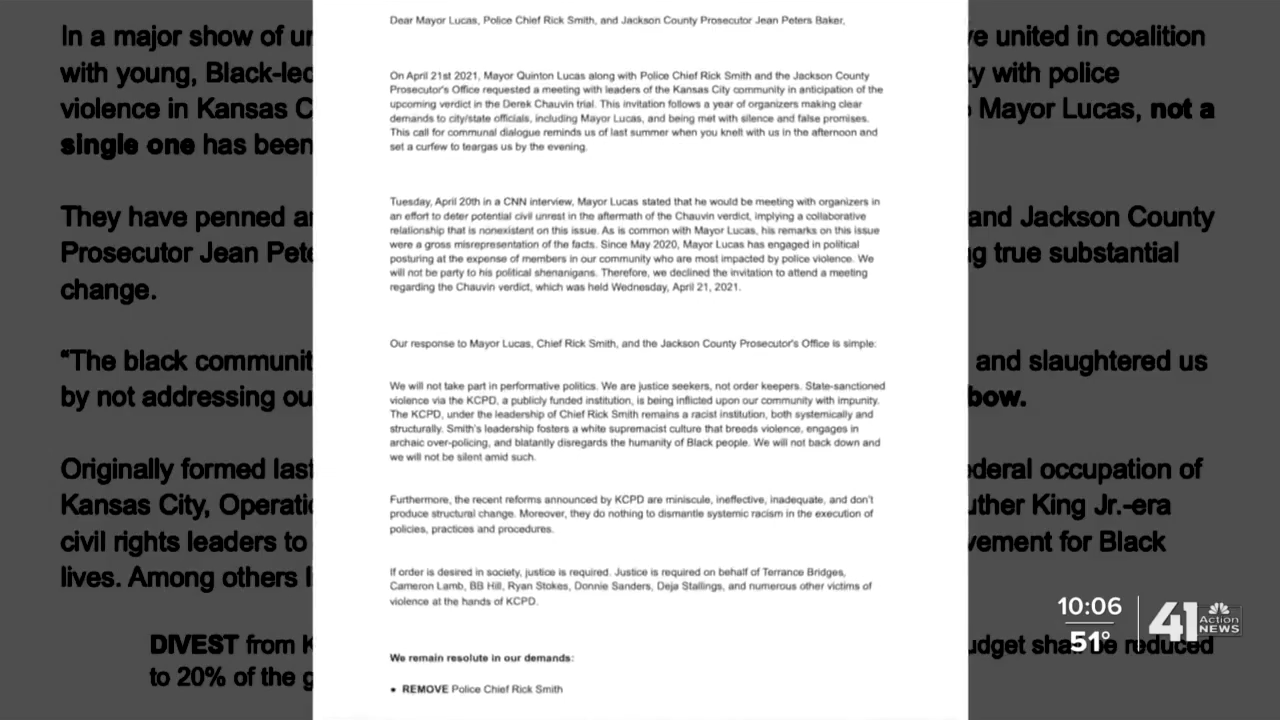 Dear Mayor Lucas, Police Chief Rick Smith, and Jackson County Prosecutor Jean Peters Baker,
On April 21st 2021, Mayor Quinton Lucas along with Police Chief Rick Smith and the Jackson County
Prosecutor's Office requested a meeting with leaders of the Kansas City community in anticipation of the
upcoming verdict in the Derek Chauvin trial. This invitation follows a year of organizers making clear
demands to city/state officials, including Mayor Lucas, and being met with silence and false promises.
This call for communal dialogue reminds us of last summer when you knelt with us in the afternoon and
set a curfew to teargas us by the evening.
Tuesday, April 20th in a CNN interview, Mayor Lucas stated that he would be meeting with organizers in
an effort to deter potential civil unrest in the aftermath of the Chauvin verdict, implying a collaborative
relationship that is nonexistent on this issue. As is common with Mayor Lucas, his remarks on this issue
were a gross misrepresentation of the facts. Since May 2020, Mayor Lucas has engaged in political
posturing at the expense of members in our community who are most impacted by police violence. We
will not be party to his political shenanigans. Therefore, we declined the invitation to attend a meeting
regarding the Chauvin verdict, which was held Wednesday, April 21, 2021.
Our response to Mayor Lucas, Chief Rick Smith, and the Jackson County Prosecutor's Office is simple:
We will not take part in performative politics. We are justice seekers, not order keepers. State-sanctioned
violence via the KCPD, a publicly funded institution, is being inflicted upon our community with impunity.
The KCPD, under the leadership of Chief Rick Smith remains a racist institution, both systemically and
structurally. Smith's leadership fosters a white supremacist culture that breeds violence, engages in
archaic over-policing, and blatantly disregards the humanity of Black people. We will not back down and
we will not be silent amid such.
Furthermore, the recent reforms announced by KCPD are miniscule, ineffective, inadequate, and don't
produce structural change. Moreover, they do nothing to dismantle systemic racism in the execution of
policies, practices and procedures.
If order is desired in society, justice is required. Justice is required on behalf of Terrance Bridges,
Cameron Lamb, BB Hill, Ryan Stokes, Donnie Sanders, Deja Stallings, and numerous other victims of
violence at the hands of KCPD.
We remain resolute in our demands:
• REMOVE Police Chief Rick Smith
In a major show of
with young,
violence in Kansas
single one has been
They have penned
Prosecutor Jean
change.
"The black
by not addressing
Originally formed last
Kansas City,
civil rights leaders to
lives. Among others
DIVEST from
to 20% of the
united in coalition
with police
Mayor Lucas, not a
and Jackson County
true substantial
and slaughtered us
occupation of
Jr.-era
for Black
reduced
10:06
51°
41 Action
NEWS